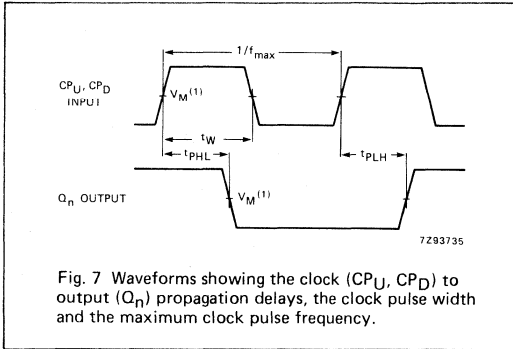 1/fmax
CPU, CPD
INPUT
VM(1)
tW
tPHL
tPLH
Qn OUTPUT
VM(1)
7Z93735
Fig. 7 Waveforms showing the clock (CPU, CPD) to
output (Qn) propagation delays, the clock pulse width
and the maximum clock pulse frequency.